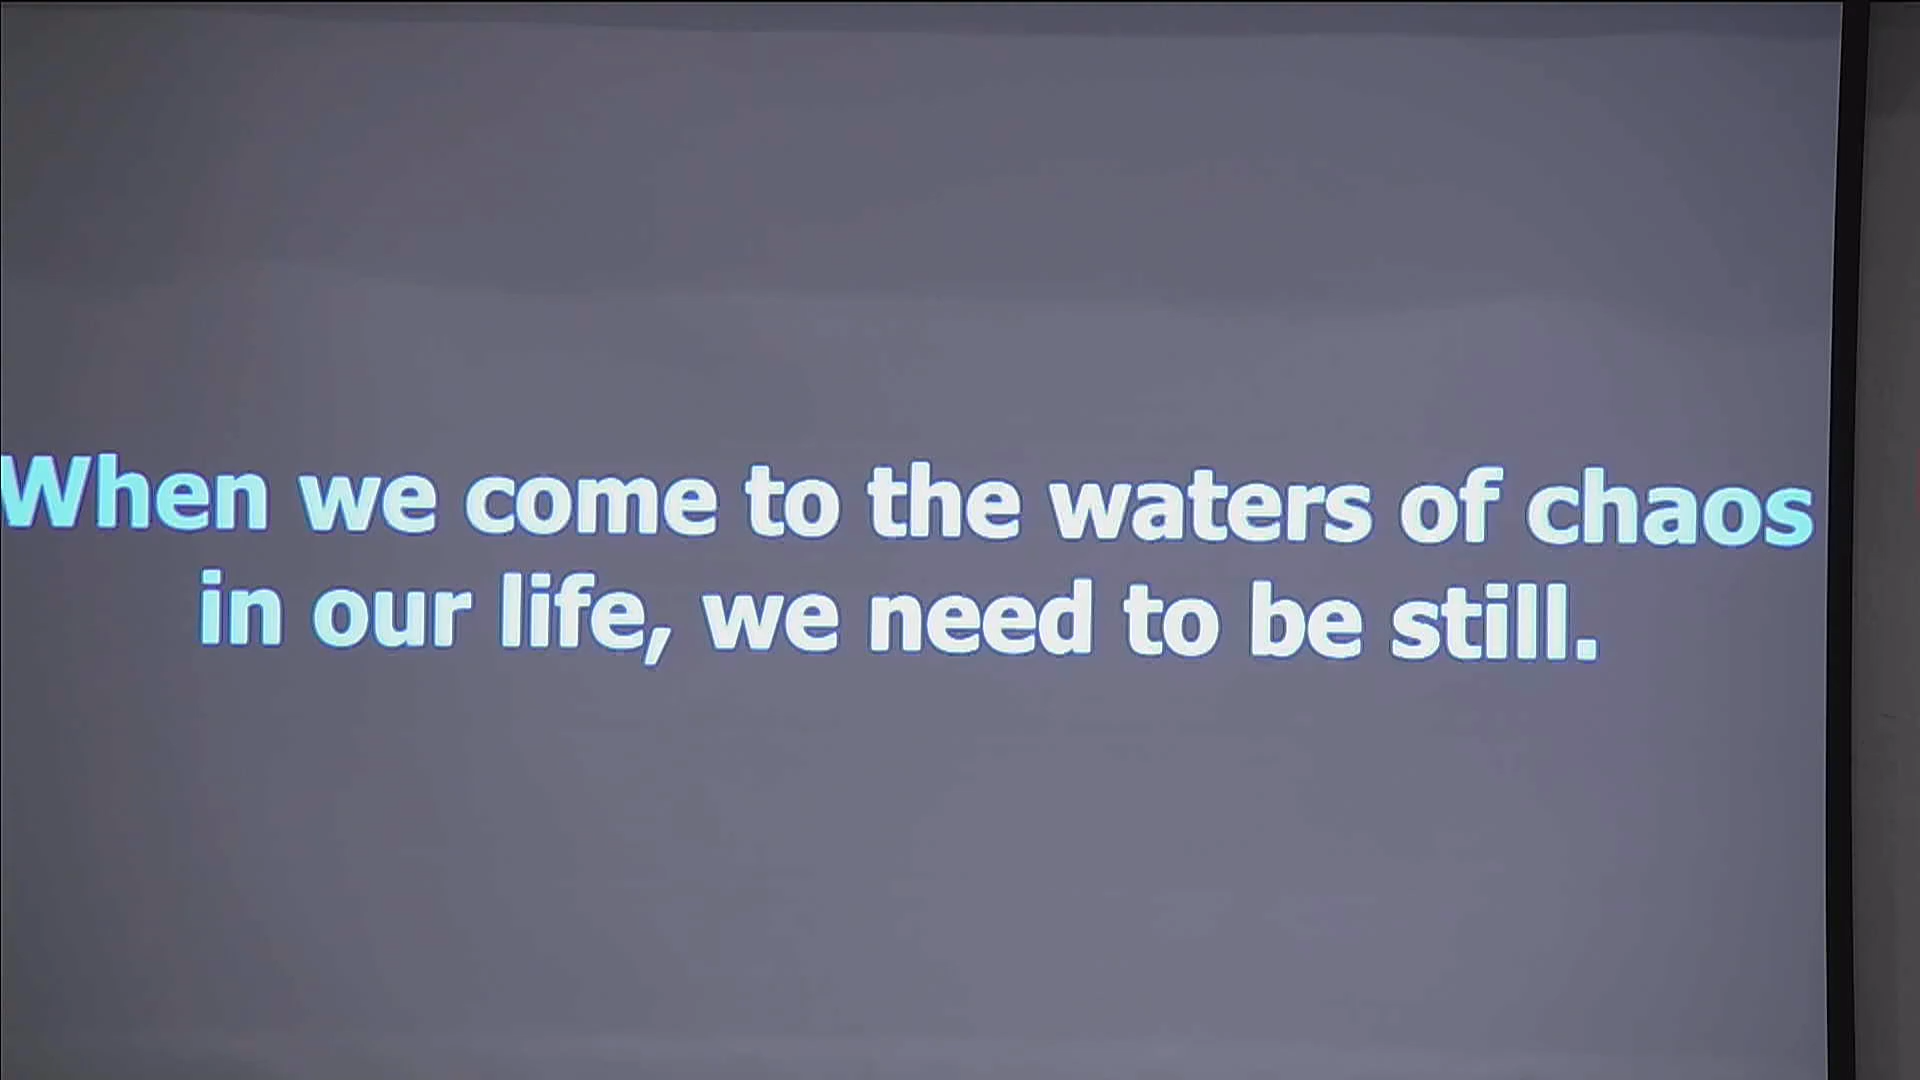 When we come to the waters of chaos
in our life, we need to be still.